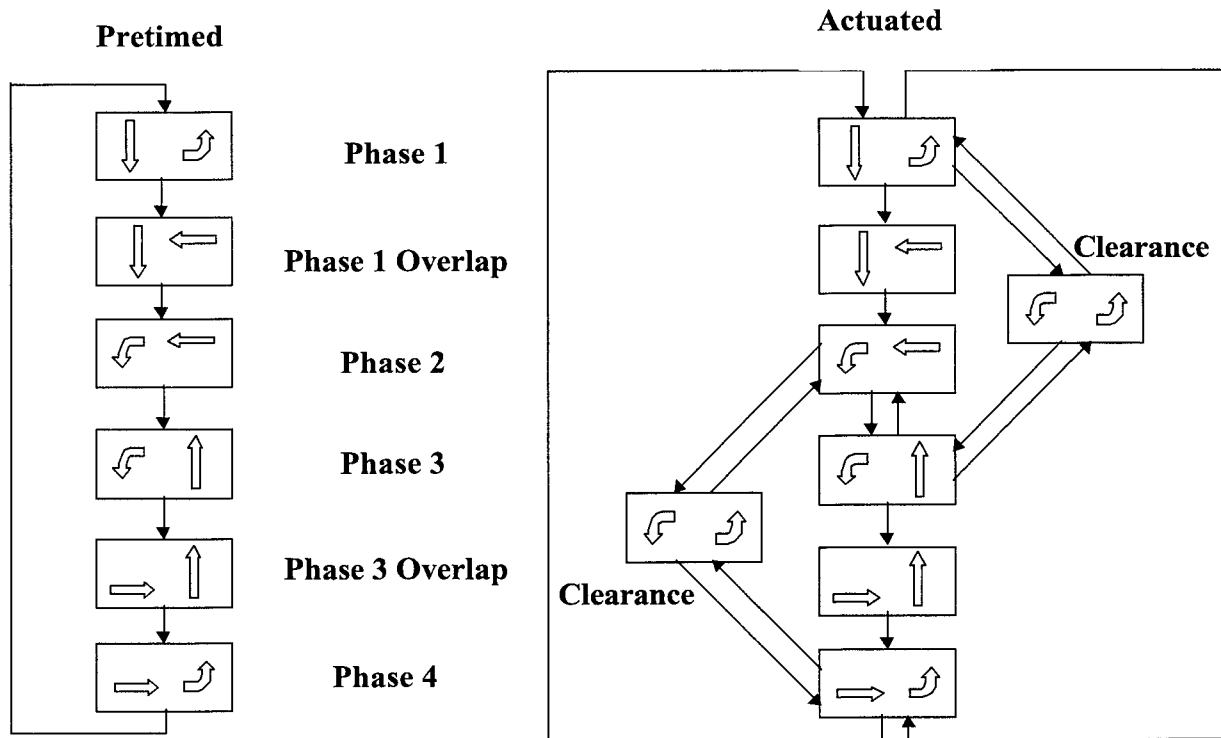 Pretimed
Actuated
Phase 1
Phase 1 Overlap
Clearance
Phase 2
Phase 3
Phase 3 Overlap
Clearance
Phase 4